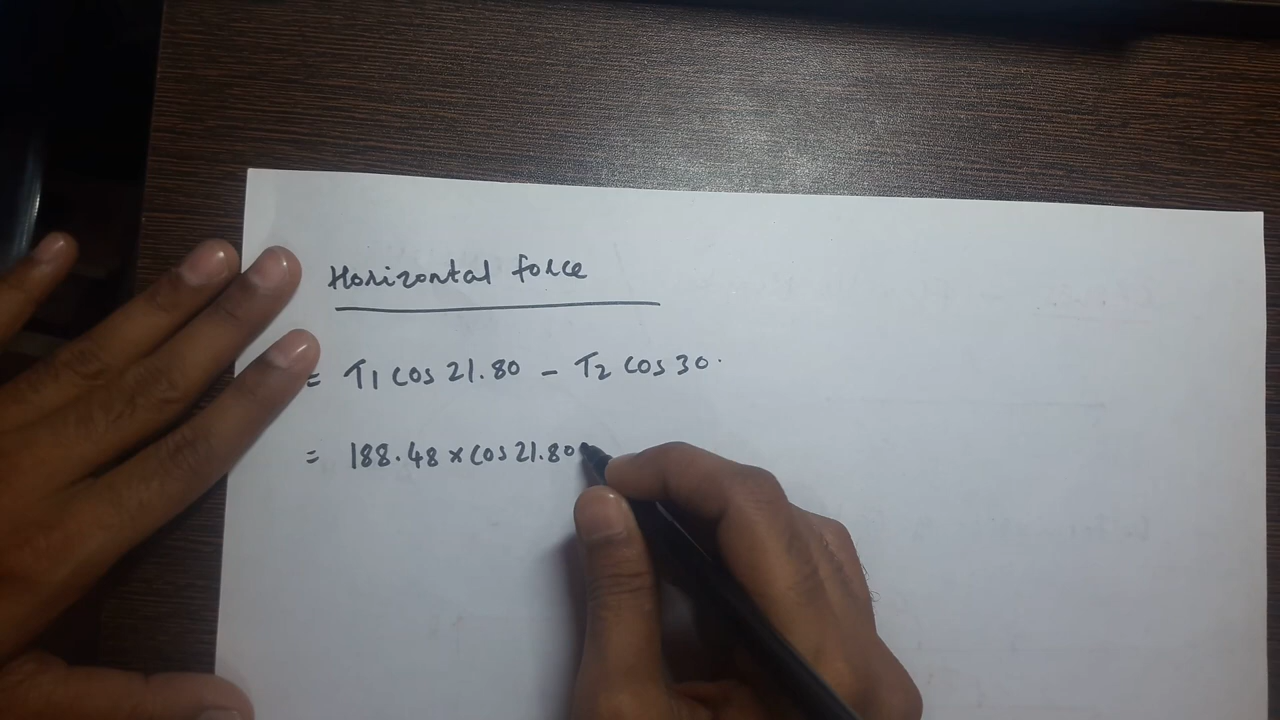 Horizontal force
= T1 cos 21.80 - T2 cos 30.
= 188.48 x cos 21.80